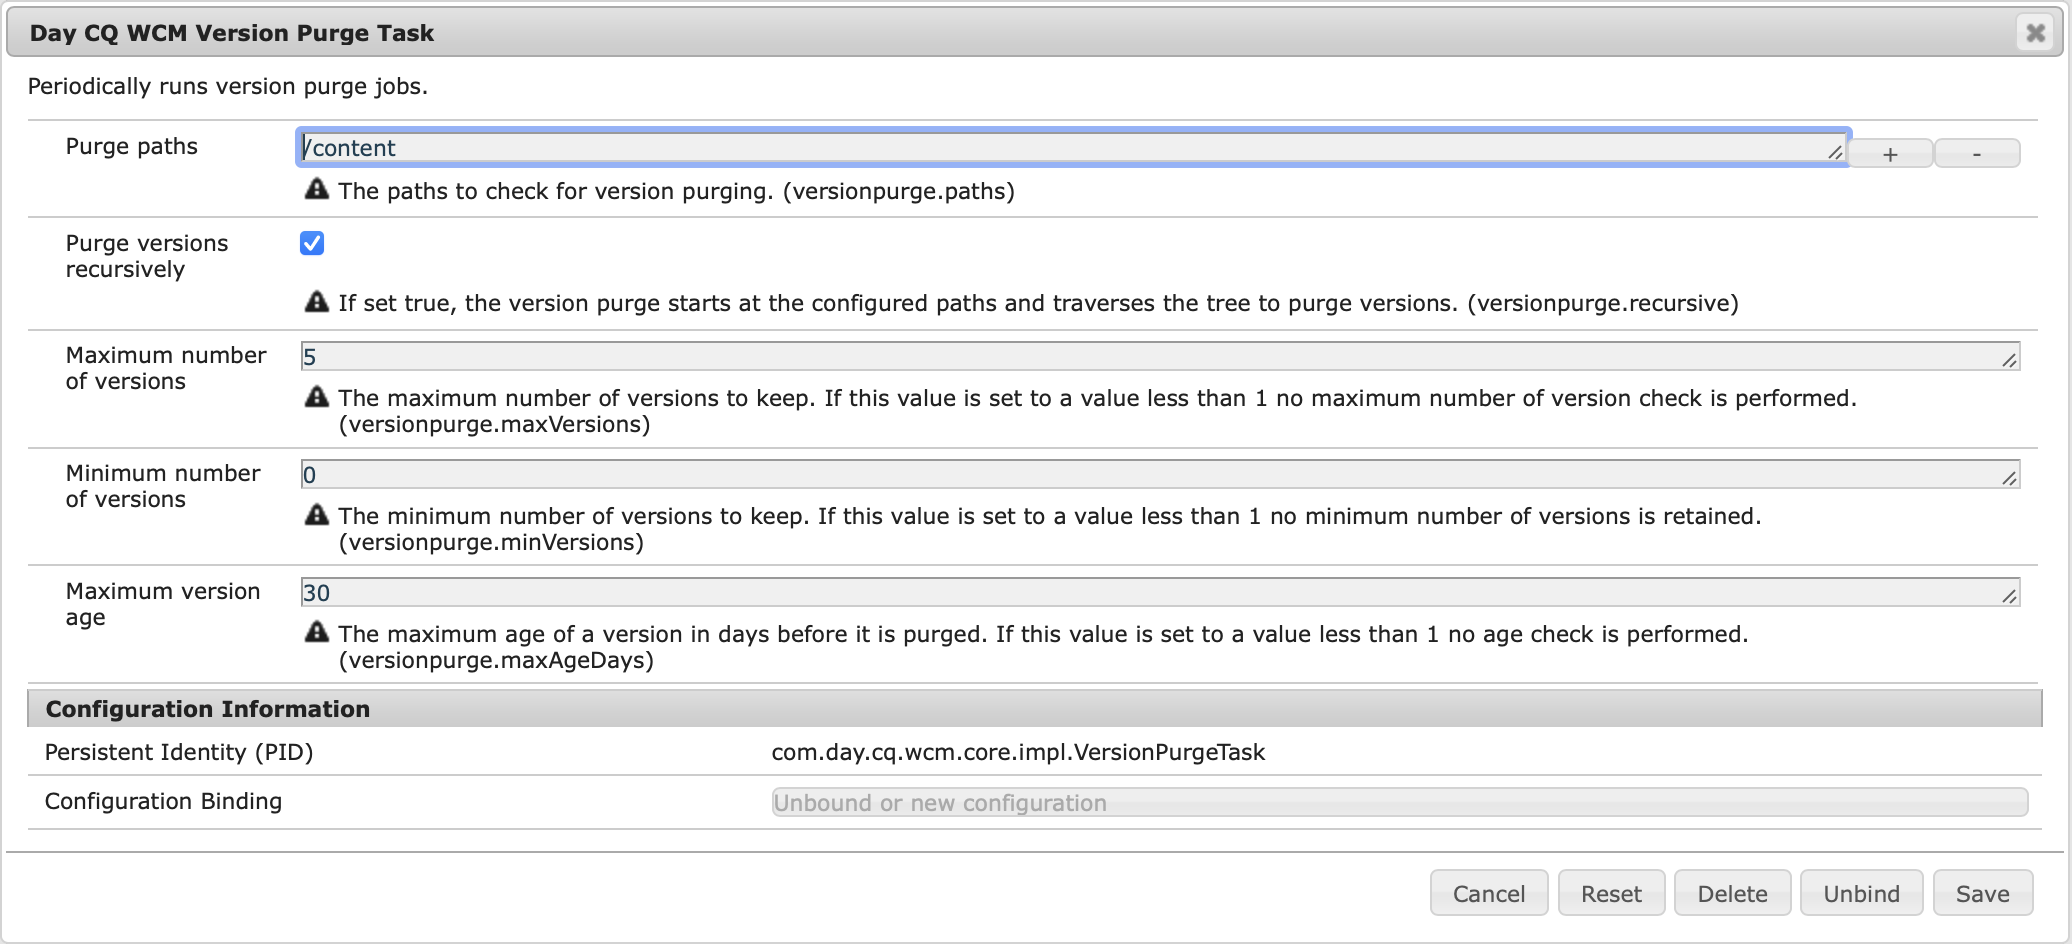 Day CQ WCM Version Purge Task
Periodically runs version purge jobs.
Purge paths
/content
+
-
The paths to check for version purging. (versionpurge.paths)
Purge versions
recursively
If set true, the version purge starts at the configured paths and traverses the tree to purge versions. (versionpurge.recursive)
Maximum number
of versions
5
The maximum number of versions to keep. If this value is set to a value less than 1 no maximum number of version check is performed.
(versionpurge.maxVersions)
Minimum number
of versions
0
The minimum number of versions to keep. If this value is set to a value less than 1 no minimum number of versions is retained.
(versionpurge.minVersions)
Maximum version
age
30
The maximum age of a version in days before it is purged. If this value is set to a value less than 1 no age check is performed.
(versionpurge.maxAgeDays)
Configuration Information
Persistent Identity (PID)
com.day.cq.wcm.core.impl.VersionPurgeTask
Configuration Binding
Unbound or new configuration
Cancel
Reset
Delete
Unbind
Save